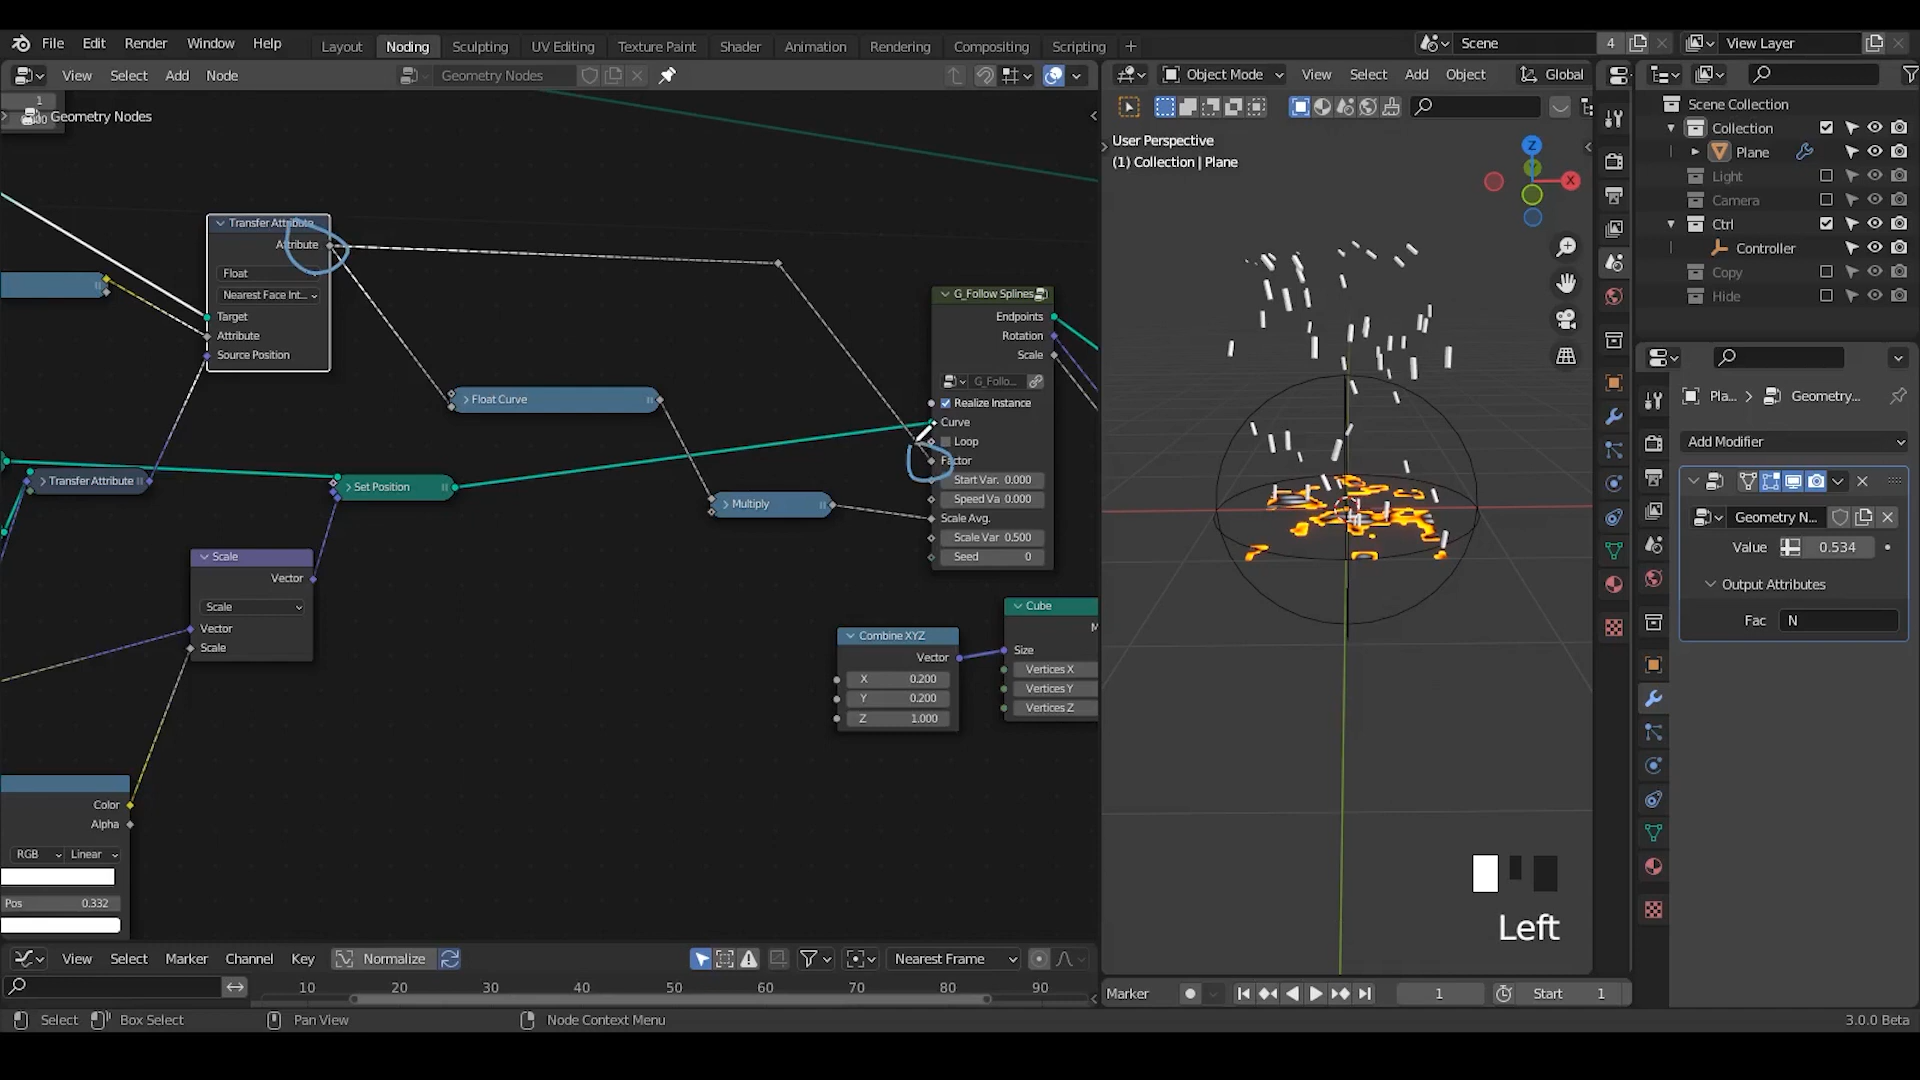 File Edit Render Window Help Layout Noding Sculpting UV Editing Texture Paint Shader Animation Rendering Compositing Scripting + Scene 4 View Layer
View Select Add Node Geometry Nodes Object Mode View Select Add Object Global
1
Geometry Nodes
User Perspective
(1) Collection | Plane
Z
X
Scene Collection
Collection
Plane
Light
Camera
Ctrl
Controller
Copy
Hide
Transfer Attribute
Attribute
Float
Nearest Face Int...
Target
Attribute
Source Position
Float Curve
Transfer Attribute
Set Position
Multiply
Scale
Vector
Scale
Vector
Scale
Color
Alpha
RGB Linear
Pos 0.332
G_Follow Splines
Endpoints
Rotation
Scale
G_Follo...
Realize Instance
Curve
Loop
Factor
Start Var. 0.000
Speed Va 0.000
Scale Avg.
Scale Var 0.500
Seed 0
Combine XYZ
Vector
X 0.200
Y 0.200
Z 1.000
Cube
M
Size
Vertices X
Vertices Y
Vertices Z
Pla... Geometry...
Add Modifier
Geometry N...
Value 0.534
Output Attributes
Fac N
Left
View Select Marker Channel Key Normalize Nearest Frame
10 20 30 40 50 60 70 80 90
Marker 1 Start 1
Select Box Select Pan View Node Context Menu 3.0.0 Beta